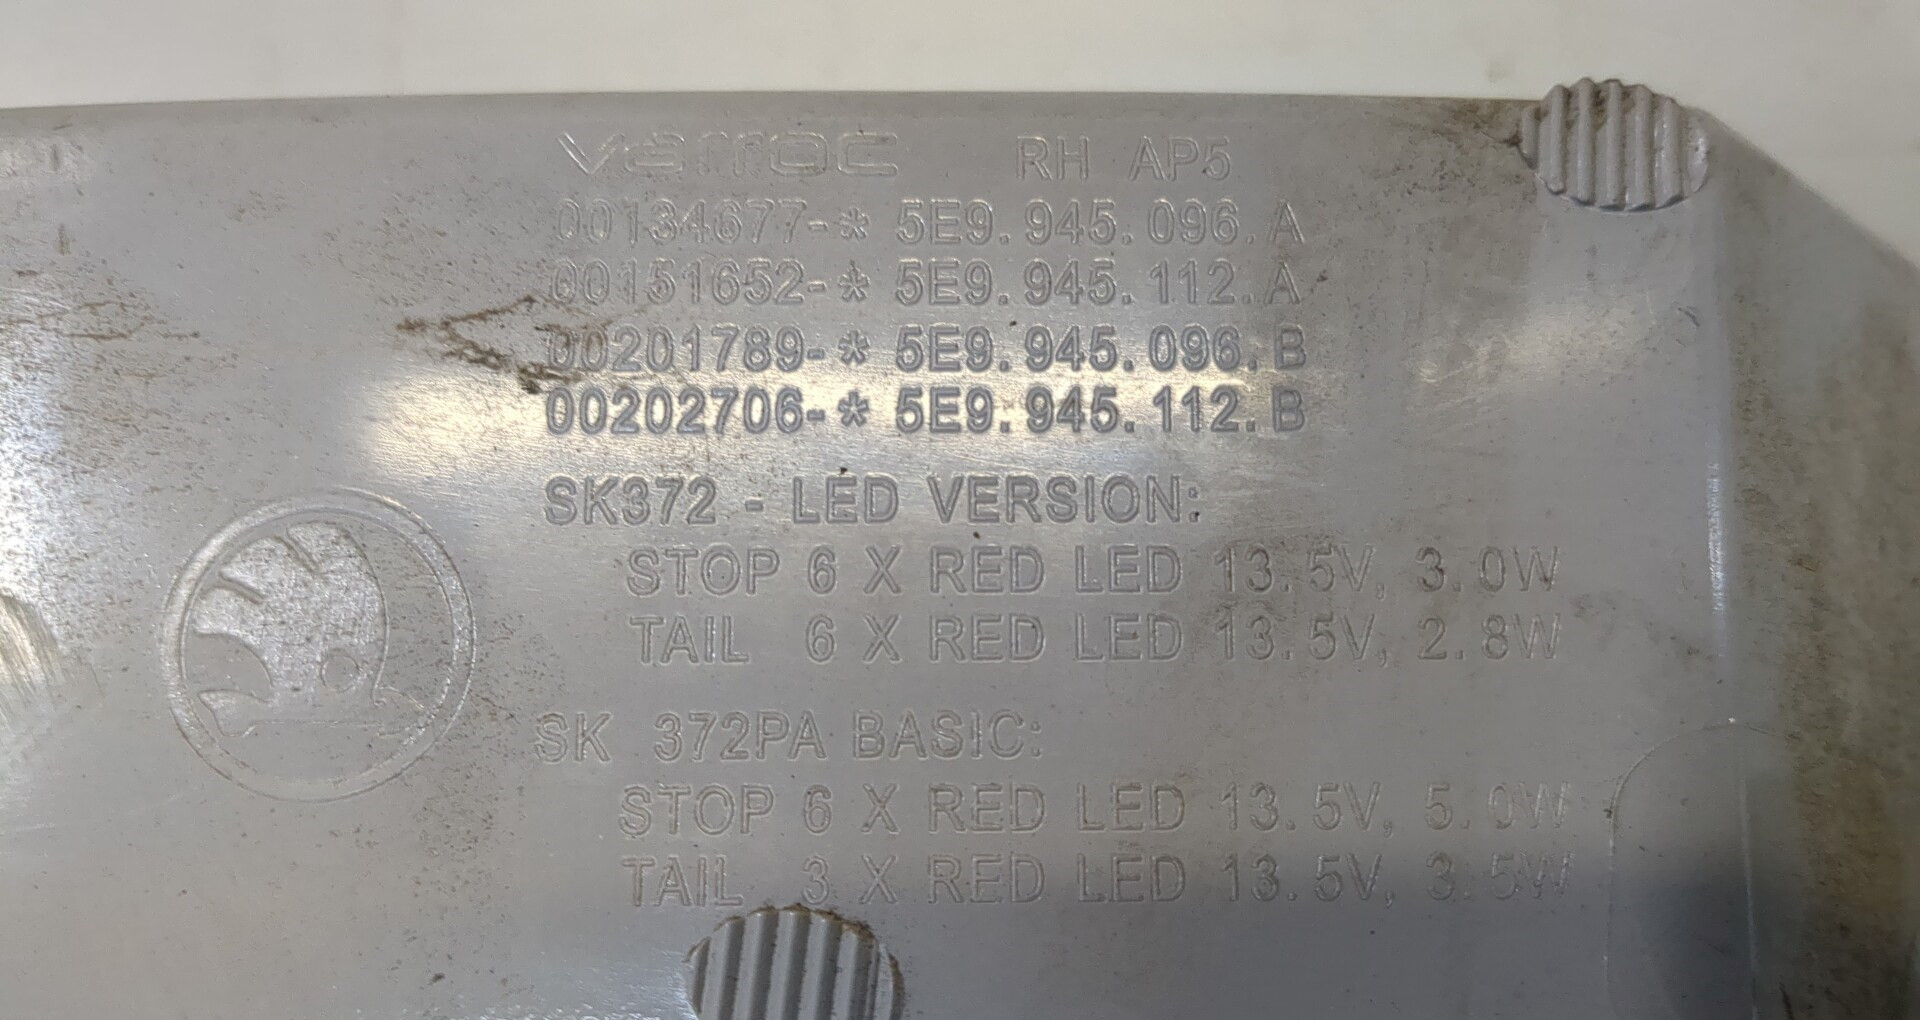 varroc RH AP5
00134677-* 5E9.945.096.A
00151652-* 5E9.945.112.A
00201789-* 5E9.945.096.B
00202706-* 5E9.945.112.B
SK372 - LED VERSION:
STOP 6 X RED LED 13.5V, 3.0W
TAIL 6 X RED LED 13.5V, 2.8W
SK 372PA BASIC:
STOP 6 X RED LED 13.5V, 5.0W
TAIL 3 X RED LED 13.5V, 3.5W